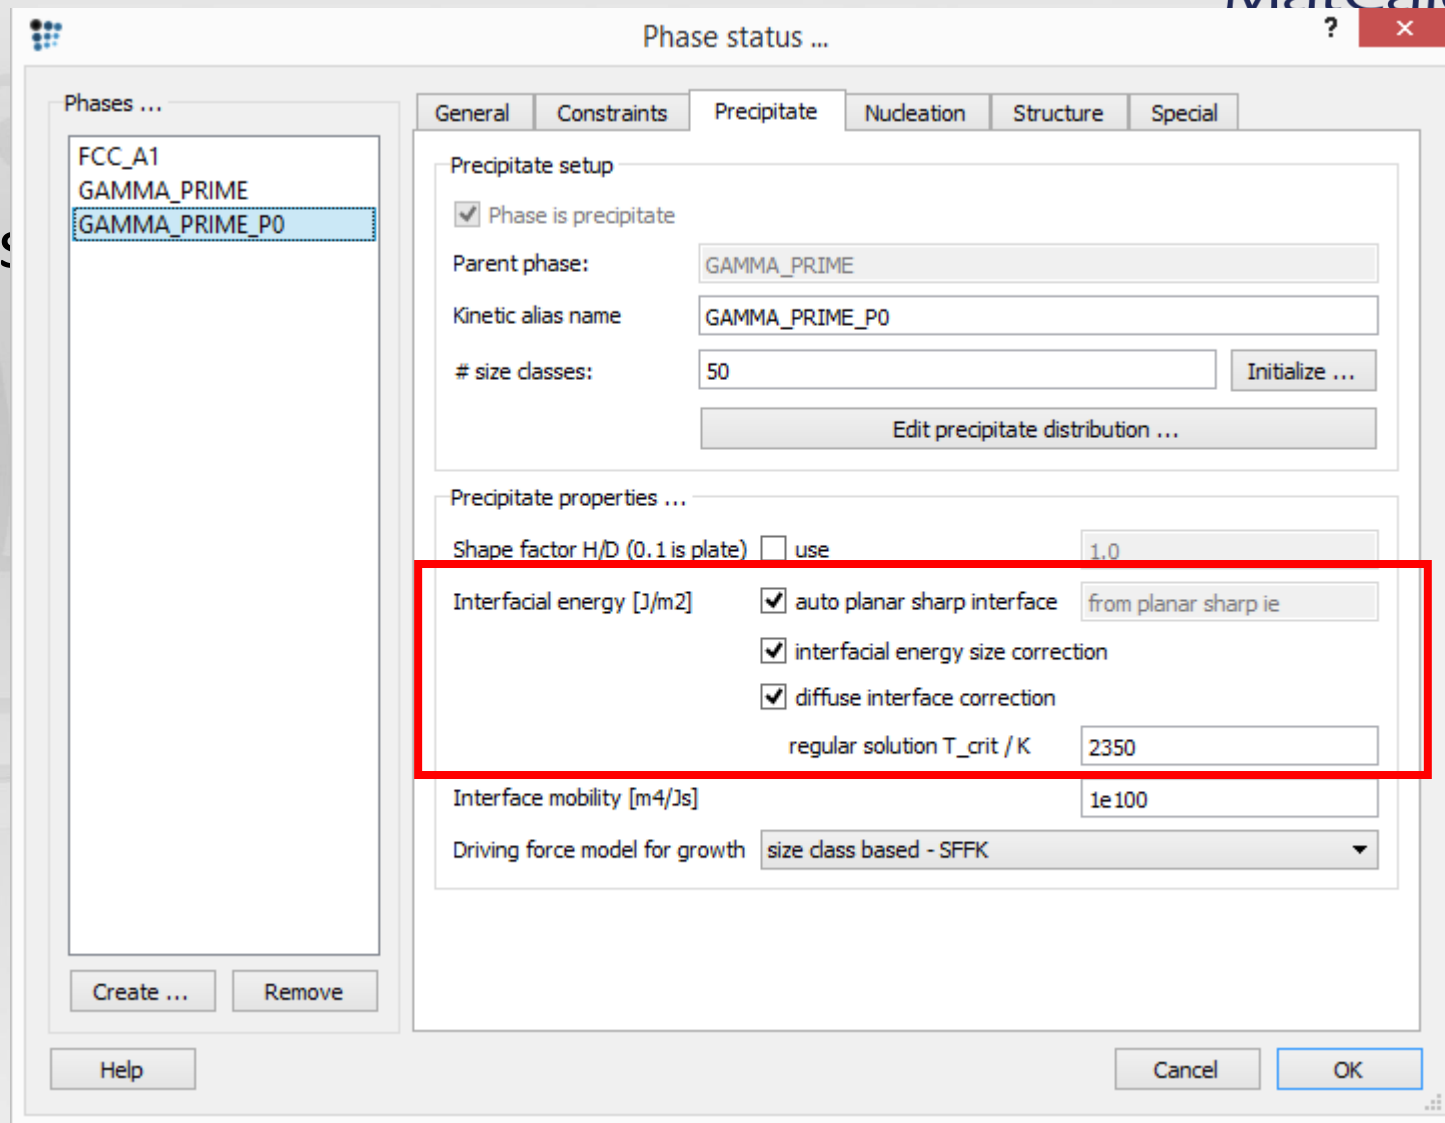 Phase status ...
?
Phases ...
FCC_A1
GAMMA_PRIME
GAMMA_PRIME_P0
Create ...
Remove
General
Constraints
Precipitate
Nucleation
Structure
Special
Precipitate setup
Phase is precipitate
Parent phase:
GAMMA_PRIME
Kinetic alias name
GAMMA_PRIME_P0
# size classes:
50
Initialize ...
Edit precipitate distribution ...
Precipitate properties ...
Shape factor H/D (0.1 is plate)
use
1.0
Interfacial energy [J/m2]
auto planar sharp interface
from planar sharp ie
interfacial energy size correction
diffuse interface correction
regular solution T_crit / K
2350
Interface mobility [m4/Js]
1e100
Driving force model for growth
size class based - SFFK
Help
Cancel
OK